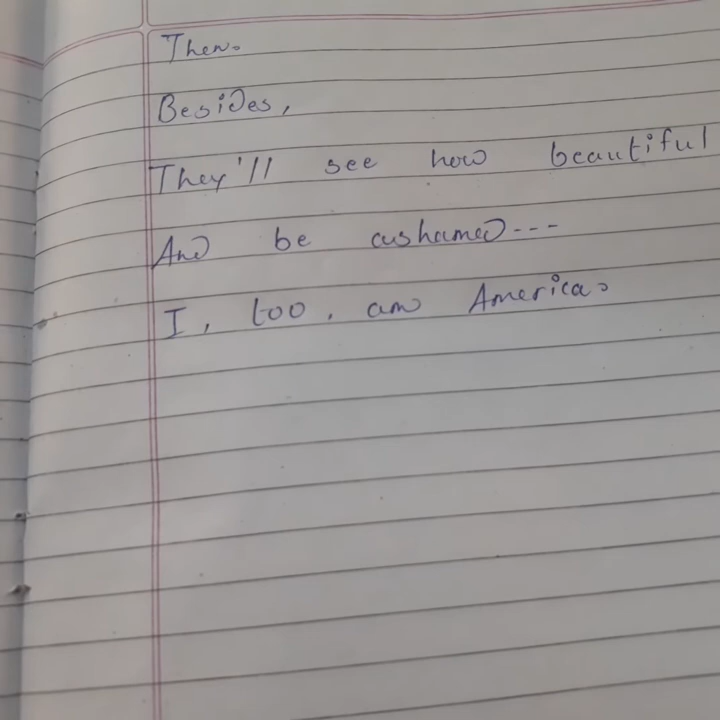 Then.
Besides,
They'll see how beautiful
And be ashamed---
I, too, am America.